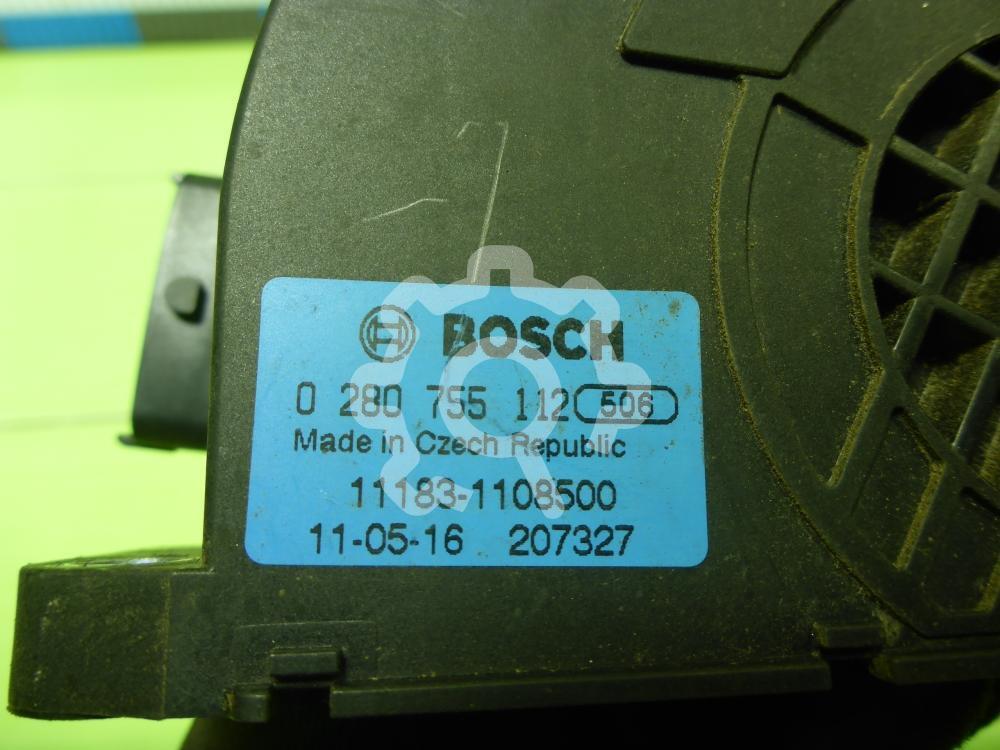 BOSCH
0 280 755 112 506
Made in Czech Republic
11183-1108500
11-05-16 207327